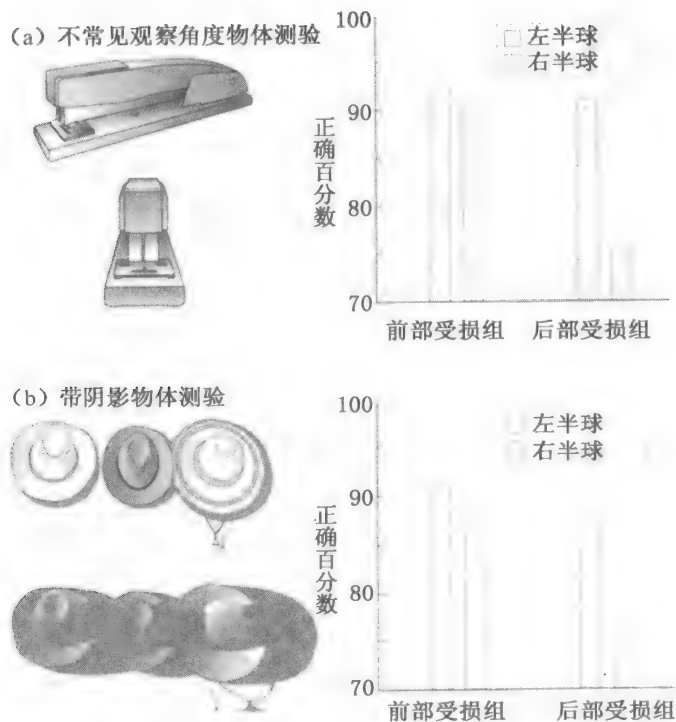 (a) 不常见观察角度物体测验
100
90
80
70
正确百分数
左半球
右半球
前部受损组 后部受损组
(b) 带阴影物体测验
100
90
80
70
正确百分数
左半球
右半球
前部受损组 后部受损组